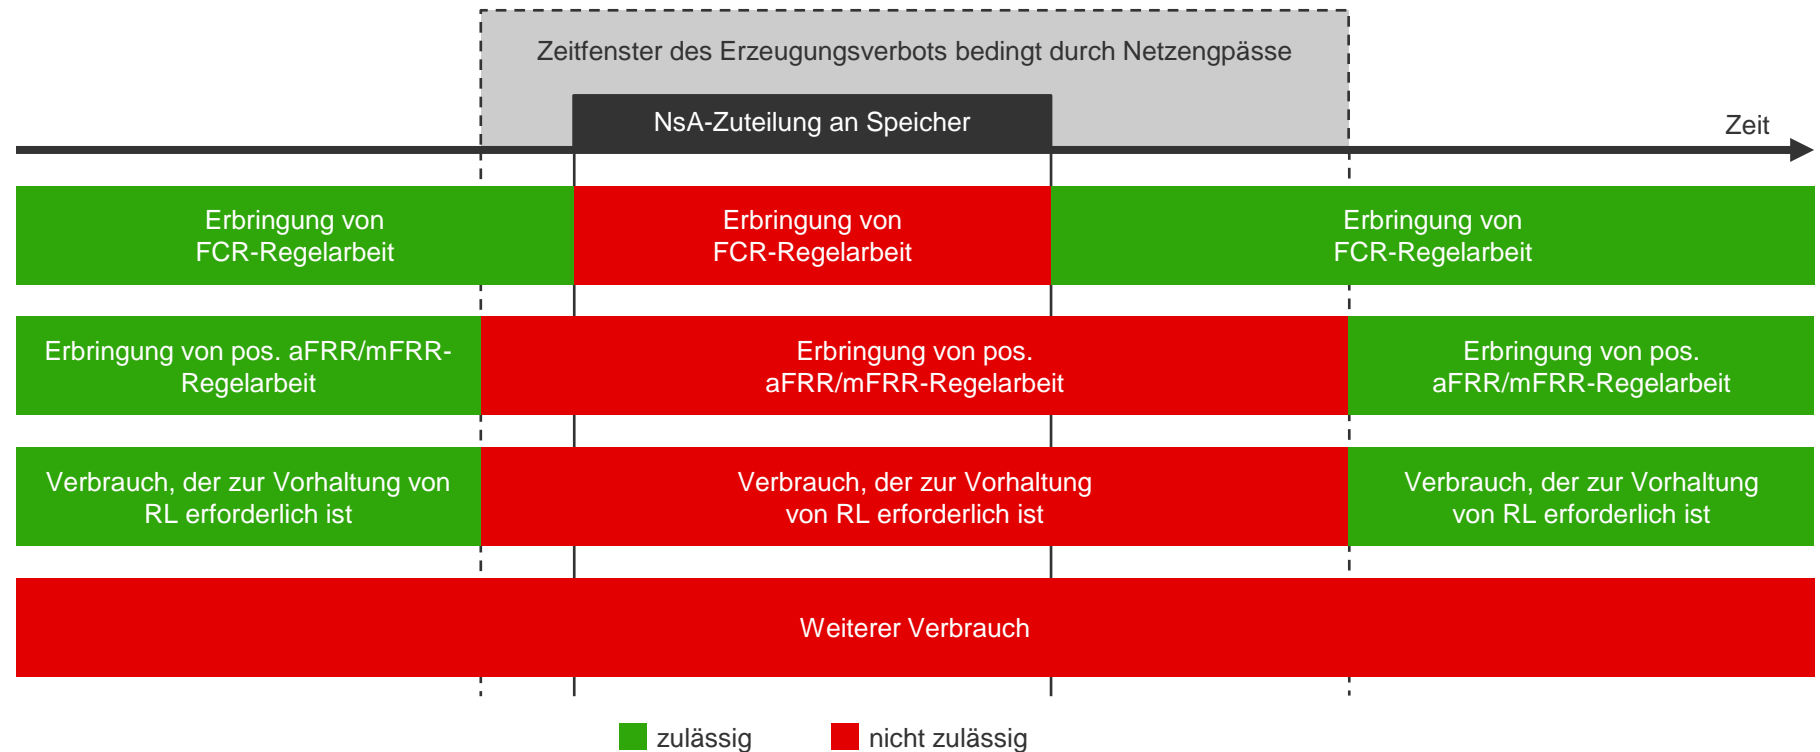 Zeitfenster des Erzeugungsverbots bedingt durch Netzengpässe
NsA-Zuteilung an Speicher
Zeit
Erbringung von
FCR-Regelarbeit
Erbringung von
FCR-Regelarbeit
Erbringung von
FCR-Regelarbeit
Erbringung von pos. aFRR/mFRR-
Regelarbeit
Erbringung von pos.
aFRR/mFRR-Regelarbeit
Erbringung von pos.
aFRR/mFRR-Regelarbeit
Verbrauch, der zur Vorhaltung von
RL erforderlich ist
Verbrauch, der zur Vorhaltung
von RL erforderlich ist
Verbrauch, der zur Vorhaltung
von RL erforderlich ist
Weiterer Verbrauch
zulässig
nicht zulässig